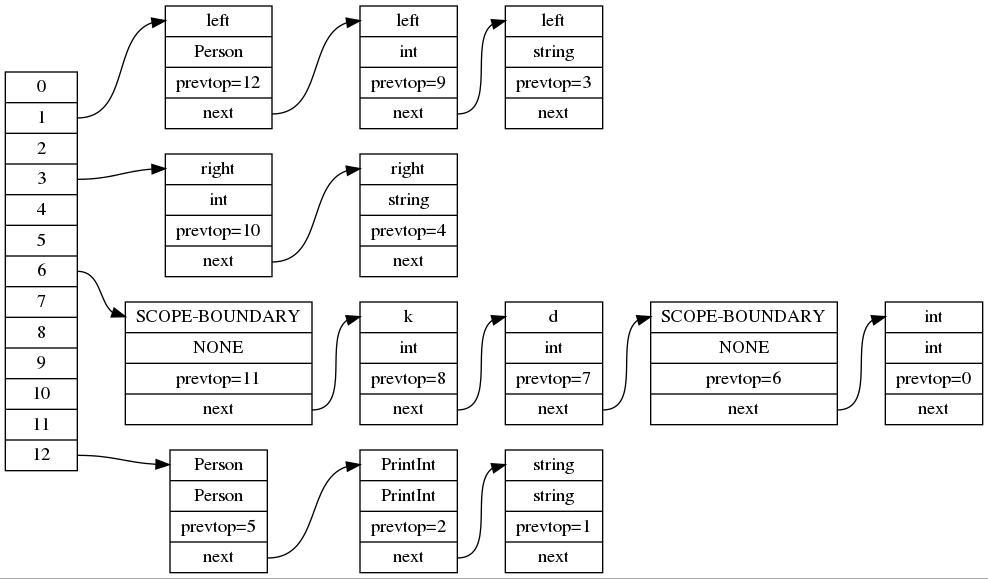 0
1
2
3
4
5
6
7
8
9
10
11
12
left
Person
prevtop=12
next
left
int
prevtop=9
next
left
string
prevtop=3
next
right
int
prevtop=10
next
right
string
prevtop=4
next
SCOPE-BOUNDARY
NONE
prevtop=11
next
k
int
prevtop=8
next
d
int
prevtop=7
next
SCOPE-BOUNDARY
NONE
prevtop=6
next
int
int
prevtop=0
next
Person
Person
prevtop=5
next
PrintInt
PrintInt
prevtop=2
next
string
string
prevtop=1
next